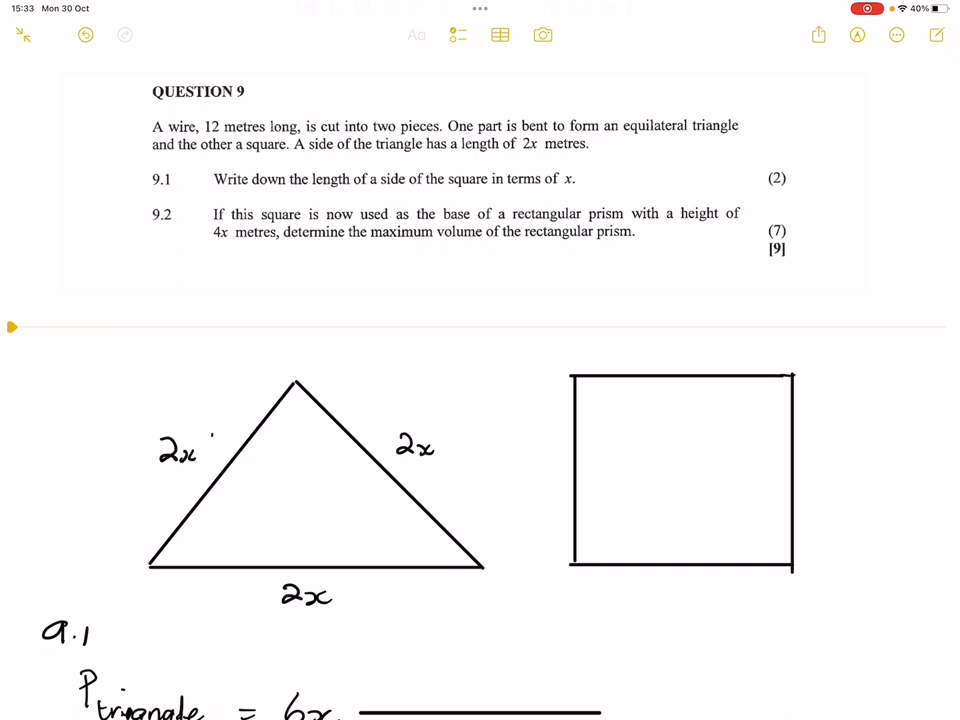 15:33 Mon 30 Oct
40%
Aa
QUESTION 9
A wire, 12 metres long, is cut into two pieces. One part is bent to form an equilateral triangle
and the other a square. A side of the triangle has a length of 2x metres.
9.1 Write down the length of a side of the square in terms of x. (2)
9.2 If this square is now used as the base of a rectangular prism with a height of
4x metres, determine the maximum volume of the rectangular prism. (7)
[9]
2x 2x
2x
9.1
P triangle = 6x